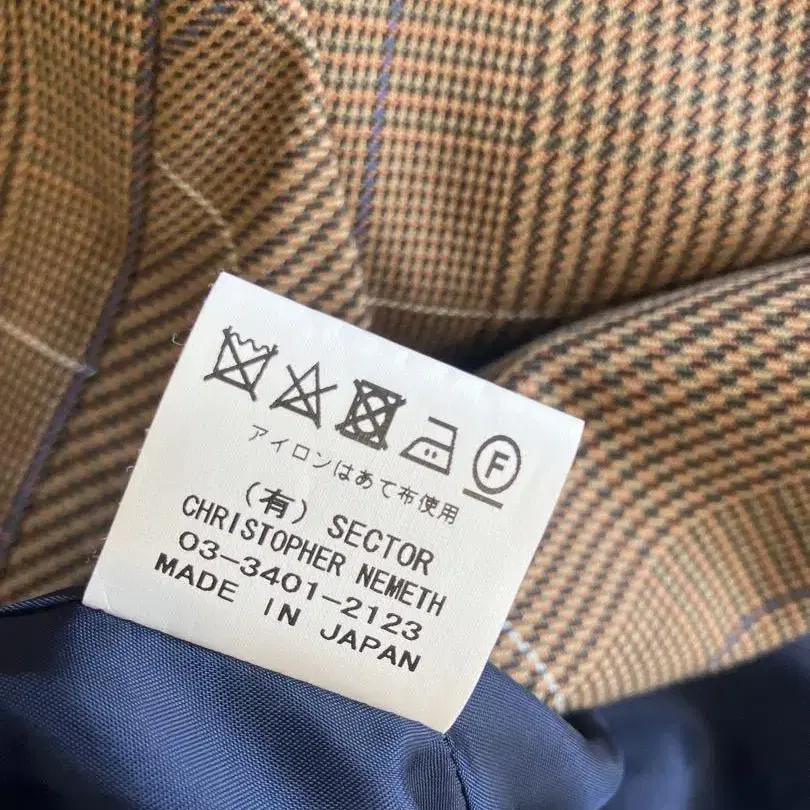 F
アイロンはあて布使用
(有) SECTOR
CHRISTOPHER NEMETH
03-3401-2123
MADE IN JAPAN